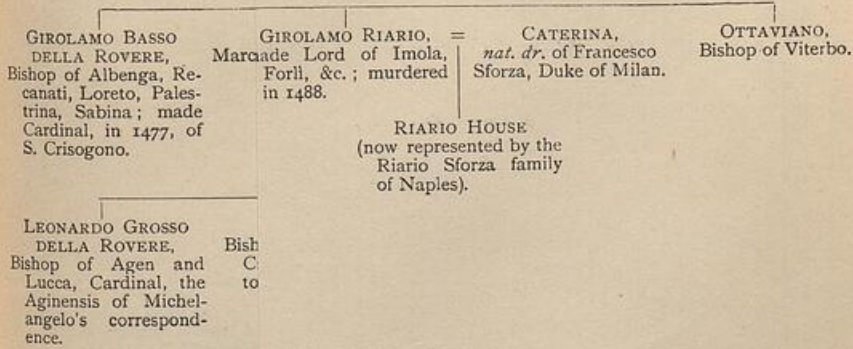 GIROLAMO BASSO
DELLA ROVERE,
Bishop of Albenga, Re-
canati, Loreto, Pales-
trina, Sabina; made
Cardinal, in 1477, of
S. Crisogono.
Marc
GIROLAMO RIARIO,
ade Lord of Imola,
Forlì, &c.; murdered
in 1488.
=
CATERINA,
nat. dr. of Francesco
Sforza, Duke of Milan.
OTTAVIANO,
Bishop of Viterbo.
RIARIO HOUSE
(now represented by the
Riario Sforza family
of Naples).
LEONARDO GROSSO
DELLA ROVERE,
Bishop of Agen and
Lucca, Cardinal, the
Aginensis of Michel-
angelo's correspond-
ence.
Bish
C
to